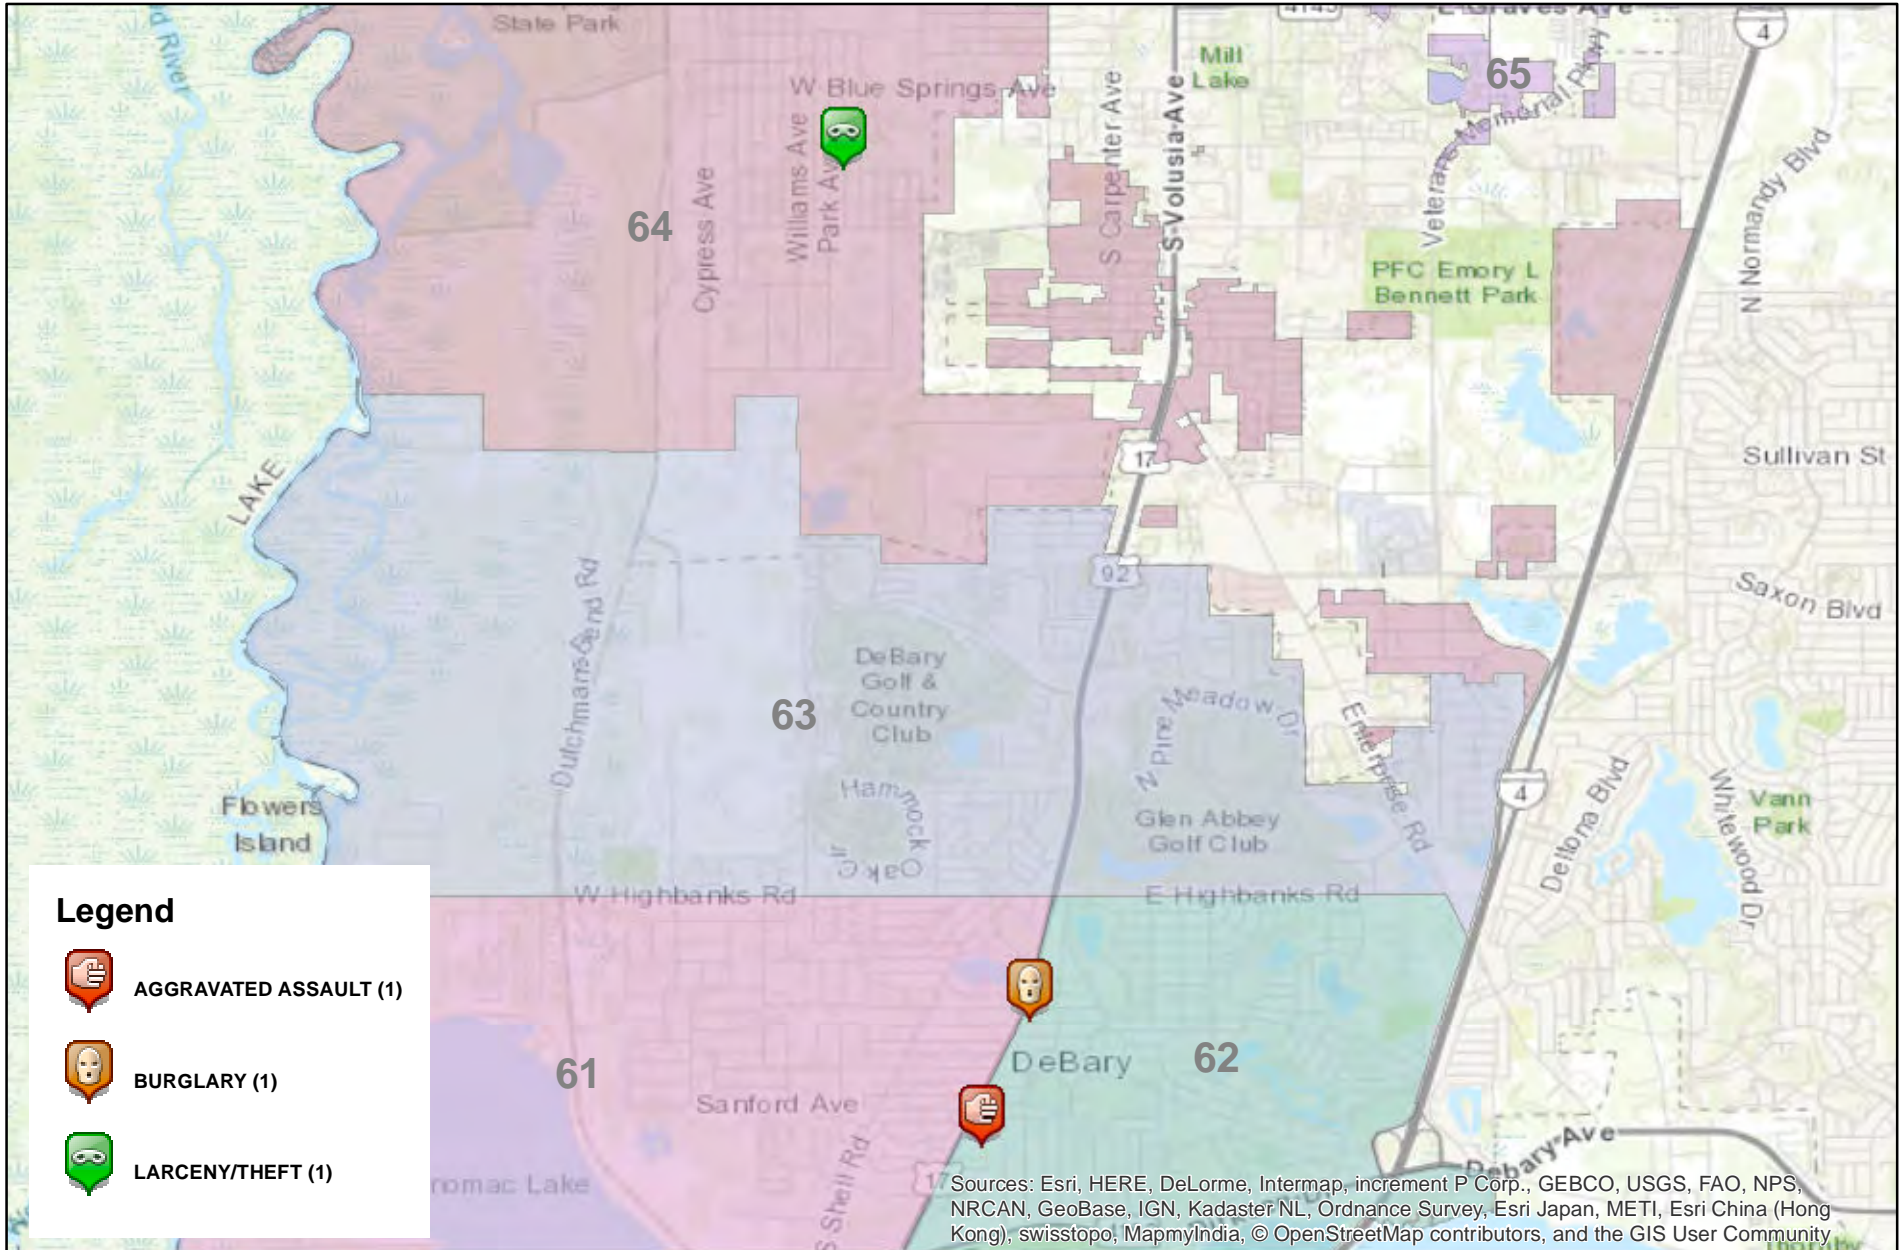 State Park
4145
E Graves Ave
4
Mill
Lake
65
W Blue Springs Ave
Veterans Memorial Pkwy
N Normandy Blvd
Williams Ave
Park Ave
Cypress Ave
S Carpenter Ave
S Volusia Ave
64
PFC Emory L
Bennett Park
LAKE
17
Sullivan St
92
Saxon Blvd
Dutchmans Bend Rd
DeBary
Golf &
Country
Club
63
N Pine Meadow Dr
Enterprise Rd
Hammock Oak Cir
Glen Abbey
Golf Club
4
Deltona Blvd
Whitewood Dr
Vann
Park
Flowers
Island
W Highbanks Rd
E Highbanks Rd
Legend
AGGRAVATED ASSAULT (1)
BURGLARY (1)
LARCENY/THEFT (1)
61
DeBary
62
Sanford Ave
S Shell Rd
17
Debary Ave
Lake
Sources: Esri, HERE, DeLorme, Intermap, increment P Corp., GEBCO, USGS, FAO, NPS,
NRCAN, GeoBase, IGN, Kadaster NL, Ordnance Survey, Esri Japan, METI, Esri China (Hong
Kong), swisstopo, MapmyIndia, © OpenStreetMap contributors, and the GIS User Community